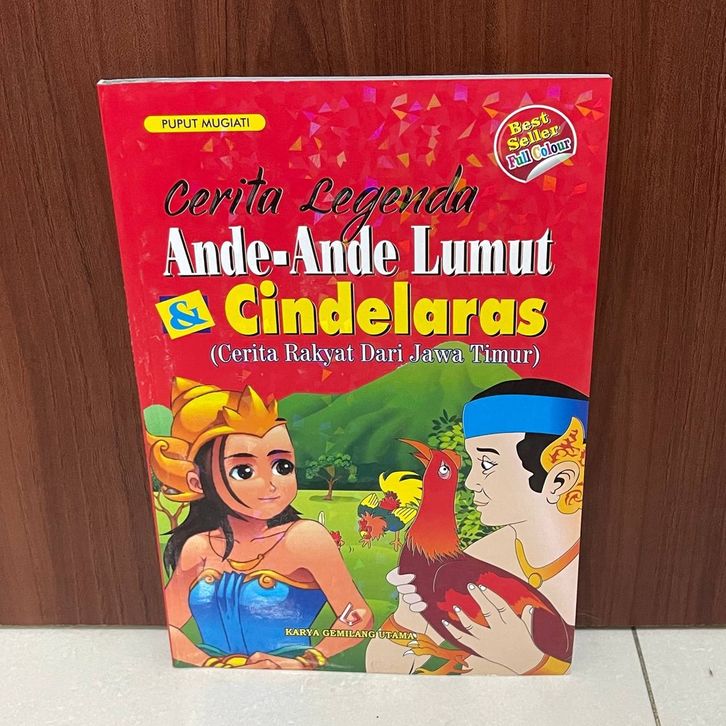 PUPUT MUGIATI
Best
Seller
Full Colour
Cerita Legenda
Ande-Ande Lumut
& Cindelaras
(Cerita Rakyat Dari Jawa Timur)
KARYA GEMILANG UTAMA